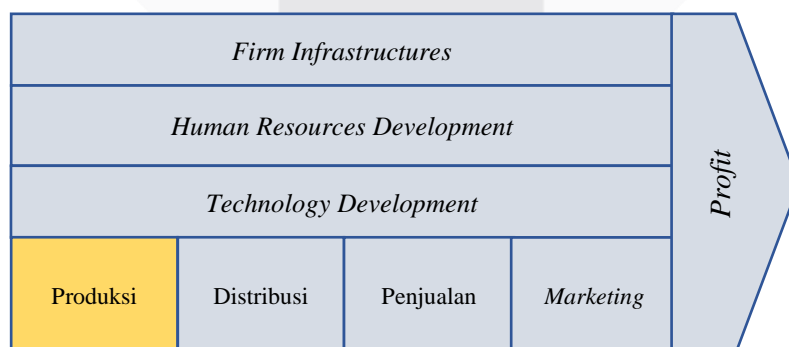 Firm Infrastructures
Human Resources Development
Technology Development
Profit
Produksi
Distribusi
Penjualan
Marketing